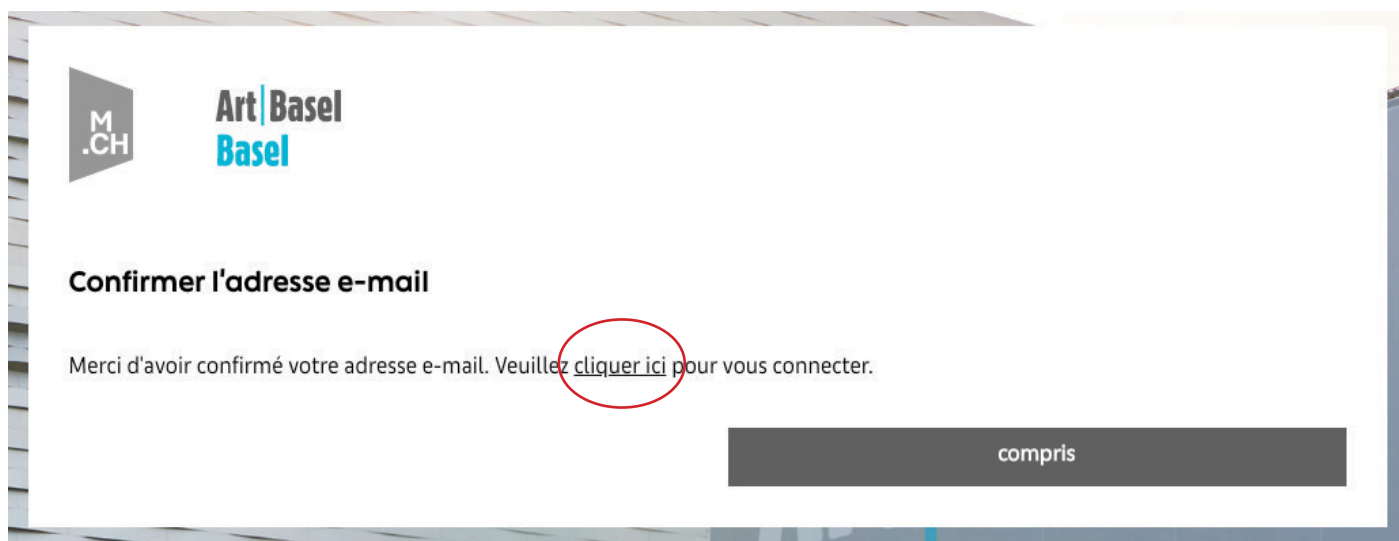 M
.CH
Art|Basel
Basel
Confirmer l'adresse e-mail
Merci d'avoir confirmé votre adresse e-mail. Veuillez cliquer ici pour vous connecter.
compris